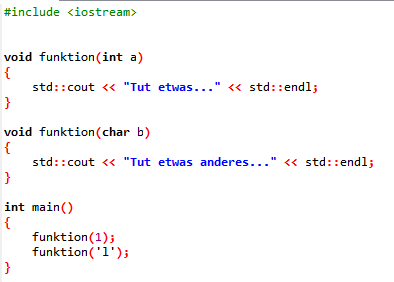 #include <iostream>
void funktion(int a)
{
    std::cout << "Tut etwas..." << std::endl;
}
void funktion(char b)
{
    std::cout << "Tut etwas anderes..." << std::endl;
}
int main()
{
    funktion(1);
    funktion('l');
}